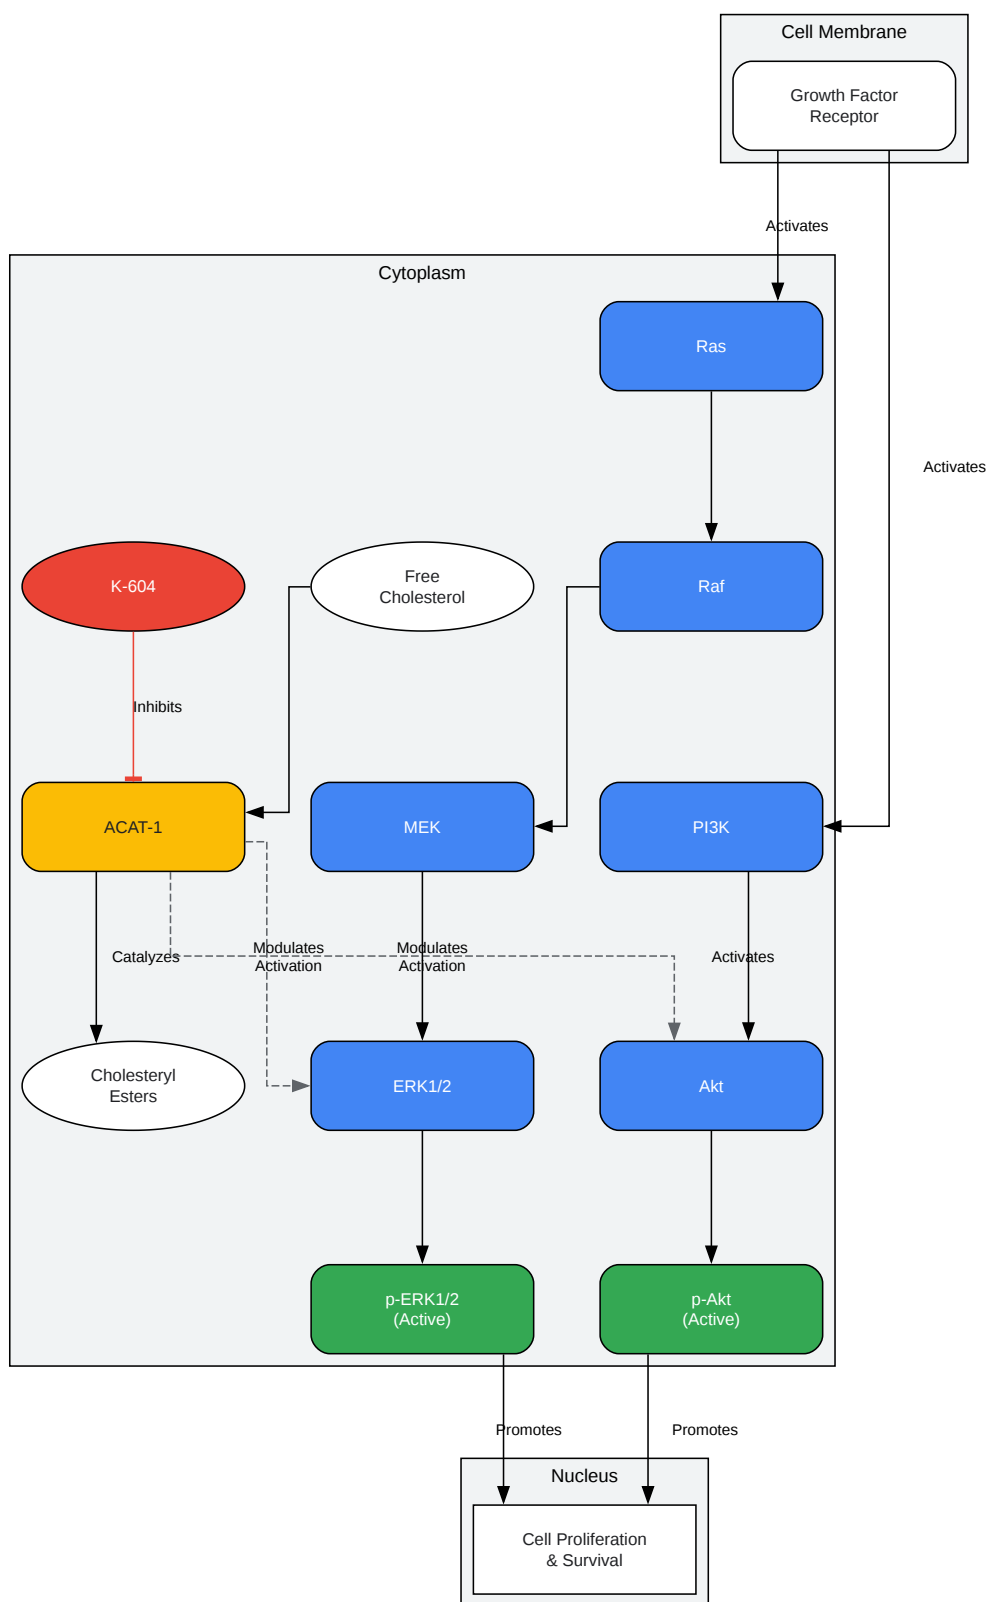 Cell Membrane
Growth Factor
Receptor
Activates
Cytoplasm
Ras
Activates
K-604
Free
Cholesterol
Raf
Inhibits
ACAT-1
MEK
PI3K
Catalyzes
Modulates
Activation
Modulates
Activation
Activates
Cholesteryl
Esters
ERK1/2
Akt
p-ERK1/2
(Active)
p-Akt
(Active)
Promotes
Promotes
Nucleus
Cell Proliferation
& Survival